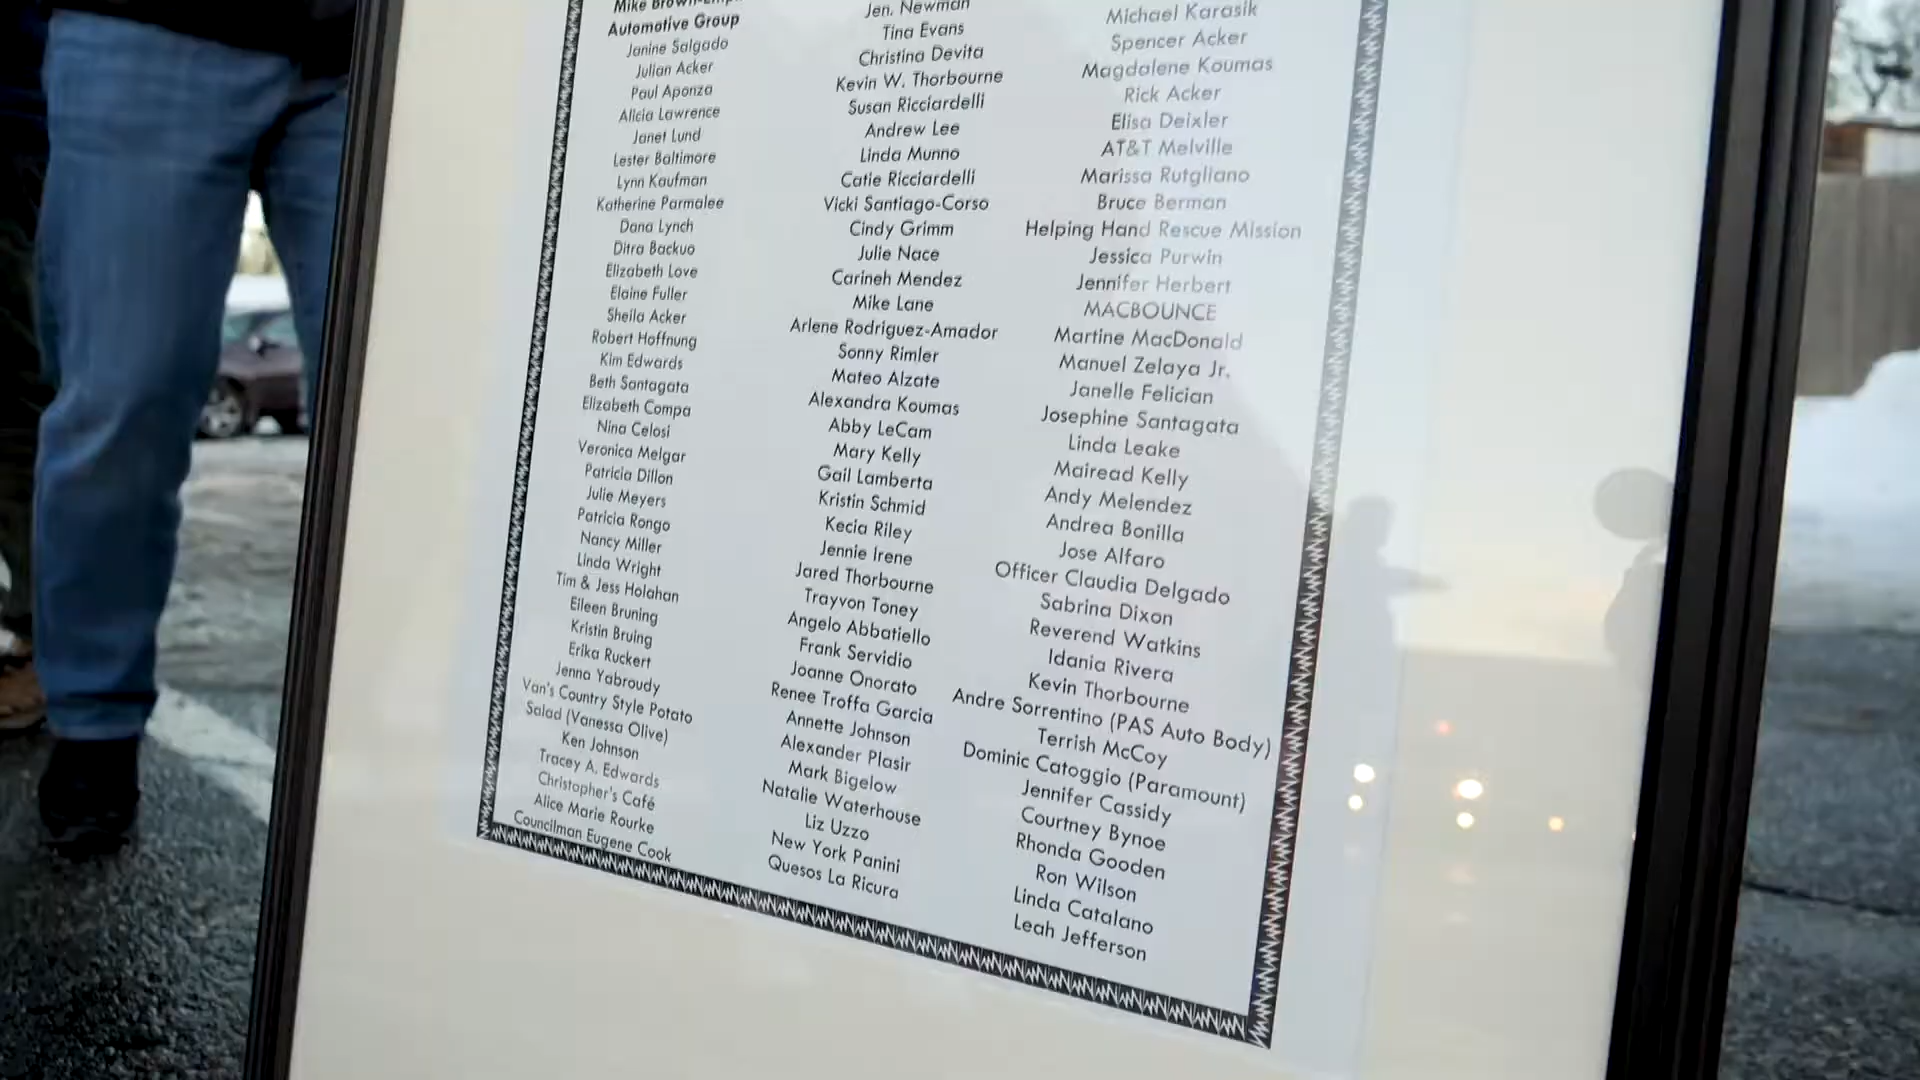 Mike Brown-Emp
Automotive Group
Janine Salgado
Julian Acker
Paul Aponza
Alicia Lawrence
Janet Lund
Lester Baltimore
Lynn Kaufman
Katherine Parmalee
Dana Lynch
Ditra Backuo
Elizabeth Love
Elaine Fuller
Sheila Acker
Robert Hoffnung
Kim Edwards
Beth Santagata
Elizabeth Compa
Nina Celosi
Veronica Melgar
Patricia Dillon
Julie Meyers
Patricia Rongo
Nancy Miller
Linda Wright
Tim & Jess Holahan
Eileen Bruning
Kristin Bruing
Erika Ruckert
Jenna Yabroudy
Van's Country Style Potato
Salad (Vanessa Olive)
Ken Johnson
Tracey A. Edwards
Christopher's Café
Alice Marie Rourke
Councilman Eugene Cook
Jen. Newman
Tina Evans
Christina Devita
Kevin W. Thorbourne
Susan Ricciardelli
Andrew Lee
Linda Munno
Catie Ricciardelli
Vicki Santiago-Corso
Cindy Grimm
Julie Nace
Carineh Mendez
Mike Lane
Arlene Rodriguez-Amador
Sonny Rimler
Mateo Alzate
Alexandra Koumas
Abby LeCam
Mary Kelly
Gail Lamberta
Kristin Schmid
Kecia Riley
Jennie Irene
Jared Thorbourne
Trayvon Toney
Angelo Abbatiello
Frank Servidio
Joanne Onorato
Renee Troffa Garcia
Annette Johnson
Alexander Plasir
Mark Bigelow
Natalie Waterhouse
Liz Uzzo
New York Panini
Quesos La Ricura
Michael Karasik
Spencer Acker
Magdalene Koumas
Rick Acker
Elisa Deixler
AT&T Melville
Marissa Rutgliano
Bruce Berman
Helping Hand Rescue Mission
Jessica Purwin
Jennifer Herbert
MACBOUNCE
Martine MacDonald
Manuel Zelaya Jr.
Janelle Felician
Josephine Santagata
Linda Leake
Mairead Kelly
Andy Melendez
Andrea Bonilla
Jose Alfaro
Officer Claudia Delgado
Sabrina Dixon
Reverend Watkins
Idania Rivera
Kevin Thorbourne
Andre Sorrentino (PAS Auto Body)
Terrish McCoy
Dominic Catoggio (Paramount)
Jennifer Cassidy
Courtney Bynoe
Rhonda Gooden
Ron Wilson
Linda Catalano
Leah Jefferson